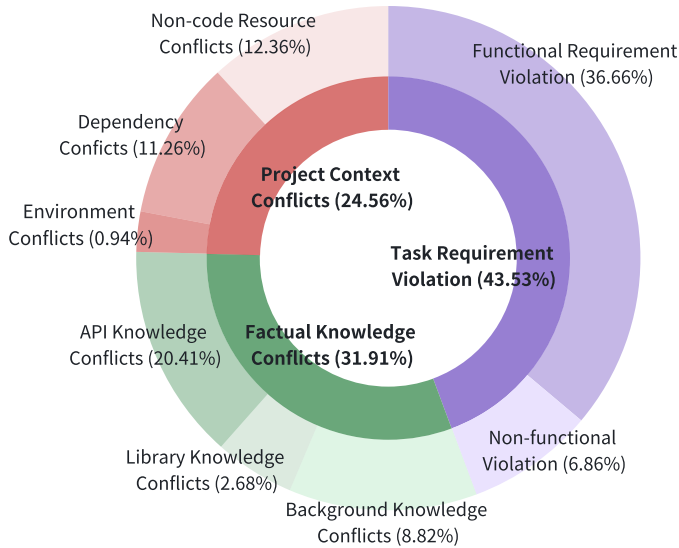 Non-code Resource
Conflicts (12.36%)
Functional Requirement
Violation (36.66%)
Dependency
Conficts (11.26%)
Project Context
Conflicts (24.56%)
Environment
Conflicts (0.94%)
Task Requirement
Violation (43.53%)
API Knowledge
Conflicts (20.41%)
Factual Knowledge
Conflicts (31.91%)
Non-functional
Violation (6.86%)
Library Knowledge
Conflicts (2.68%)
Background Knowledge
Conflicts (8.82%)